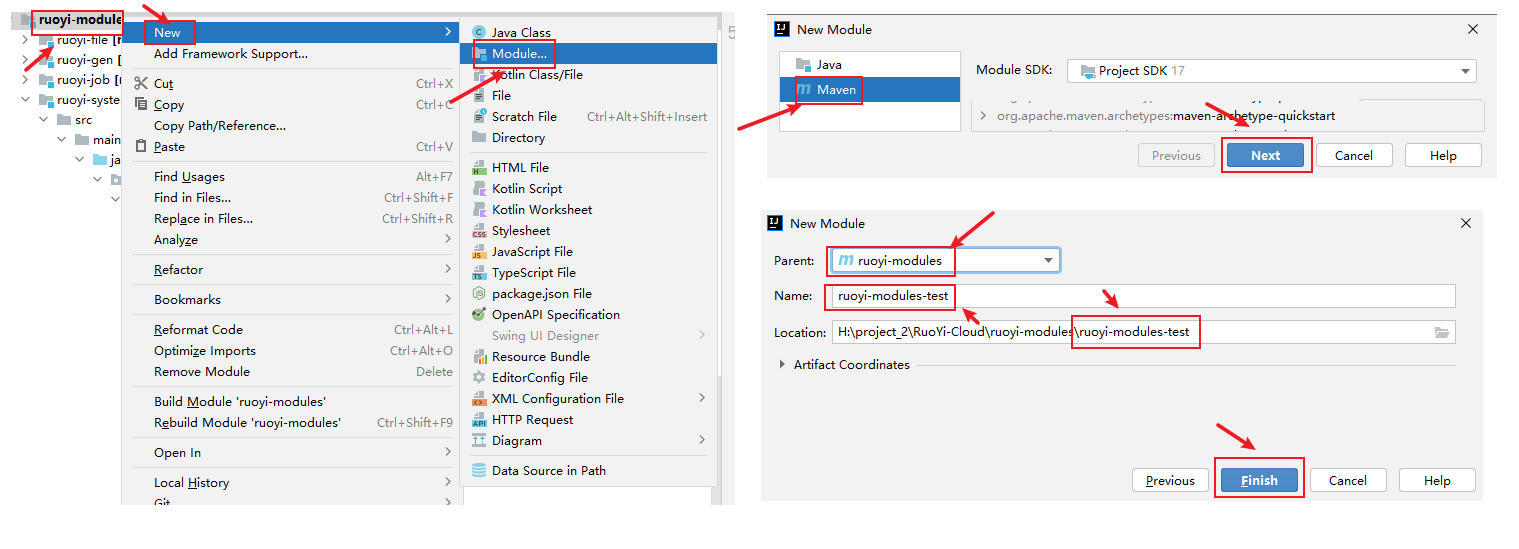 ruoyi-module
ruoyi-file [
ruoyi-gen [
ruoyi-job [
ruoyi-syste
src
main
ja
New
Add Framework Support...
Cut Ctrl+X
Copy Ctrl+C
Copy Path/Reference...
Paste Ctrl+V
Find Usages Alt+F7
Find in Files... Ctrl+Shift+F
Replace in Files... Ctrl+Shift+R
Analyze
Refactor
Bookmarks
Reformat Code Ctrl+Alt+L
Optimize Imports Ctrl+Alt+O
Remove Module Delete
Build Module 'ruoyi-modules'
Rebuild Module 'ruoyi-modules' Ctrl+Shift+F9
Open In
Local History
Git
Java Class
Module...
Kotlin Class/File
File
Scratch File Ctrl+Alt+Shift+Insert
Directory
HTML File
Kotlin Script
Kotlin Worksheet
Stylesheet
JavaScript File
TypeScript File
package.json File
OpenAPI Specification
Swing UI Designer
Resource Bundle
EditorConfig File
XML Configuration File
HTTP Request
Diagram
Data Source in Path
5
New Module
Java
Maven
Module SDK: Project SDK 17
org.apache.maven.archetypes:maven-archetype-quickstart
Previous Next Cancel Help
New Module
Parent: ruoyi-modules
Name: ruoyi-modules-test
Location: H:\project_2\RuoYi-Cloud\ruoyi-modules\ruoyi-modules-test
Artifact Coordinates
Previous Finish Cancel Help